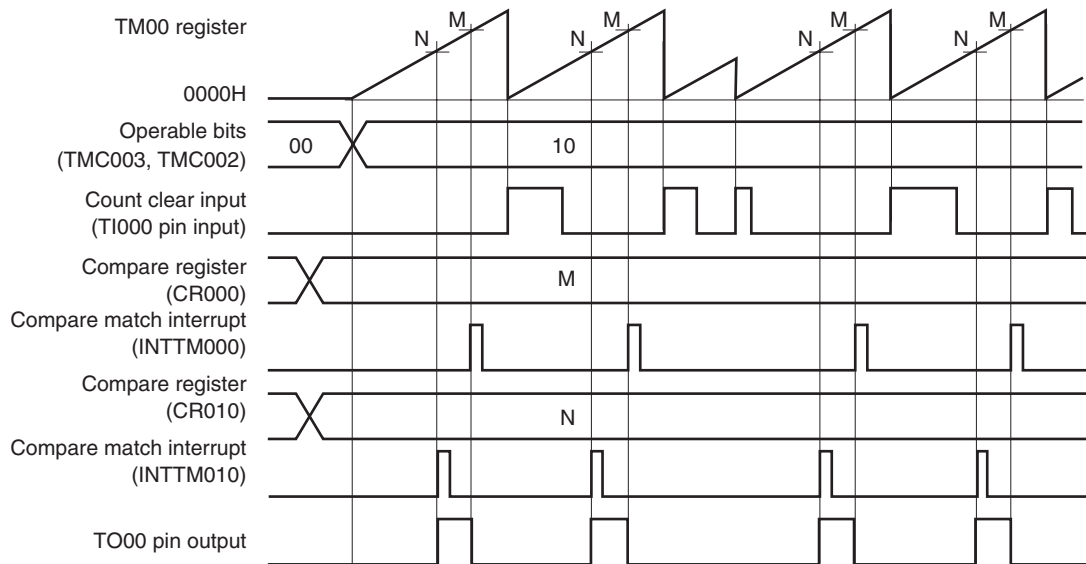 TM00 register
N M N M N M N M
0000H
Operable bits
(TMC003, TMC002)
00 10
Count clear input
(TI000 pin input)
Compare register
(CR000)
M
Compare match interrupt
(INTTM000)
Compare register
(CR010)
N
Compare match interrupt
(INTTM010)
TO00 pin output